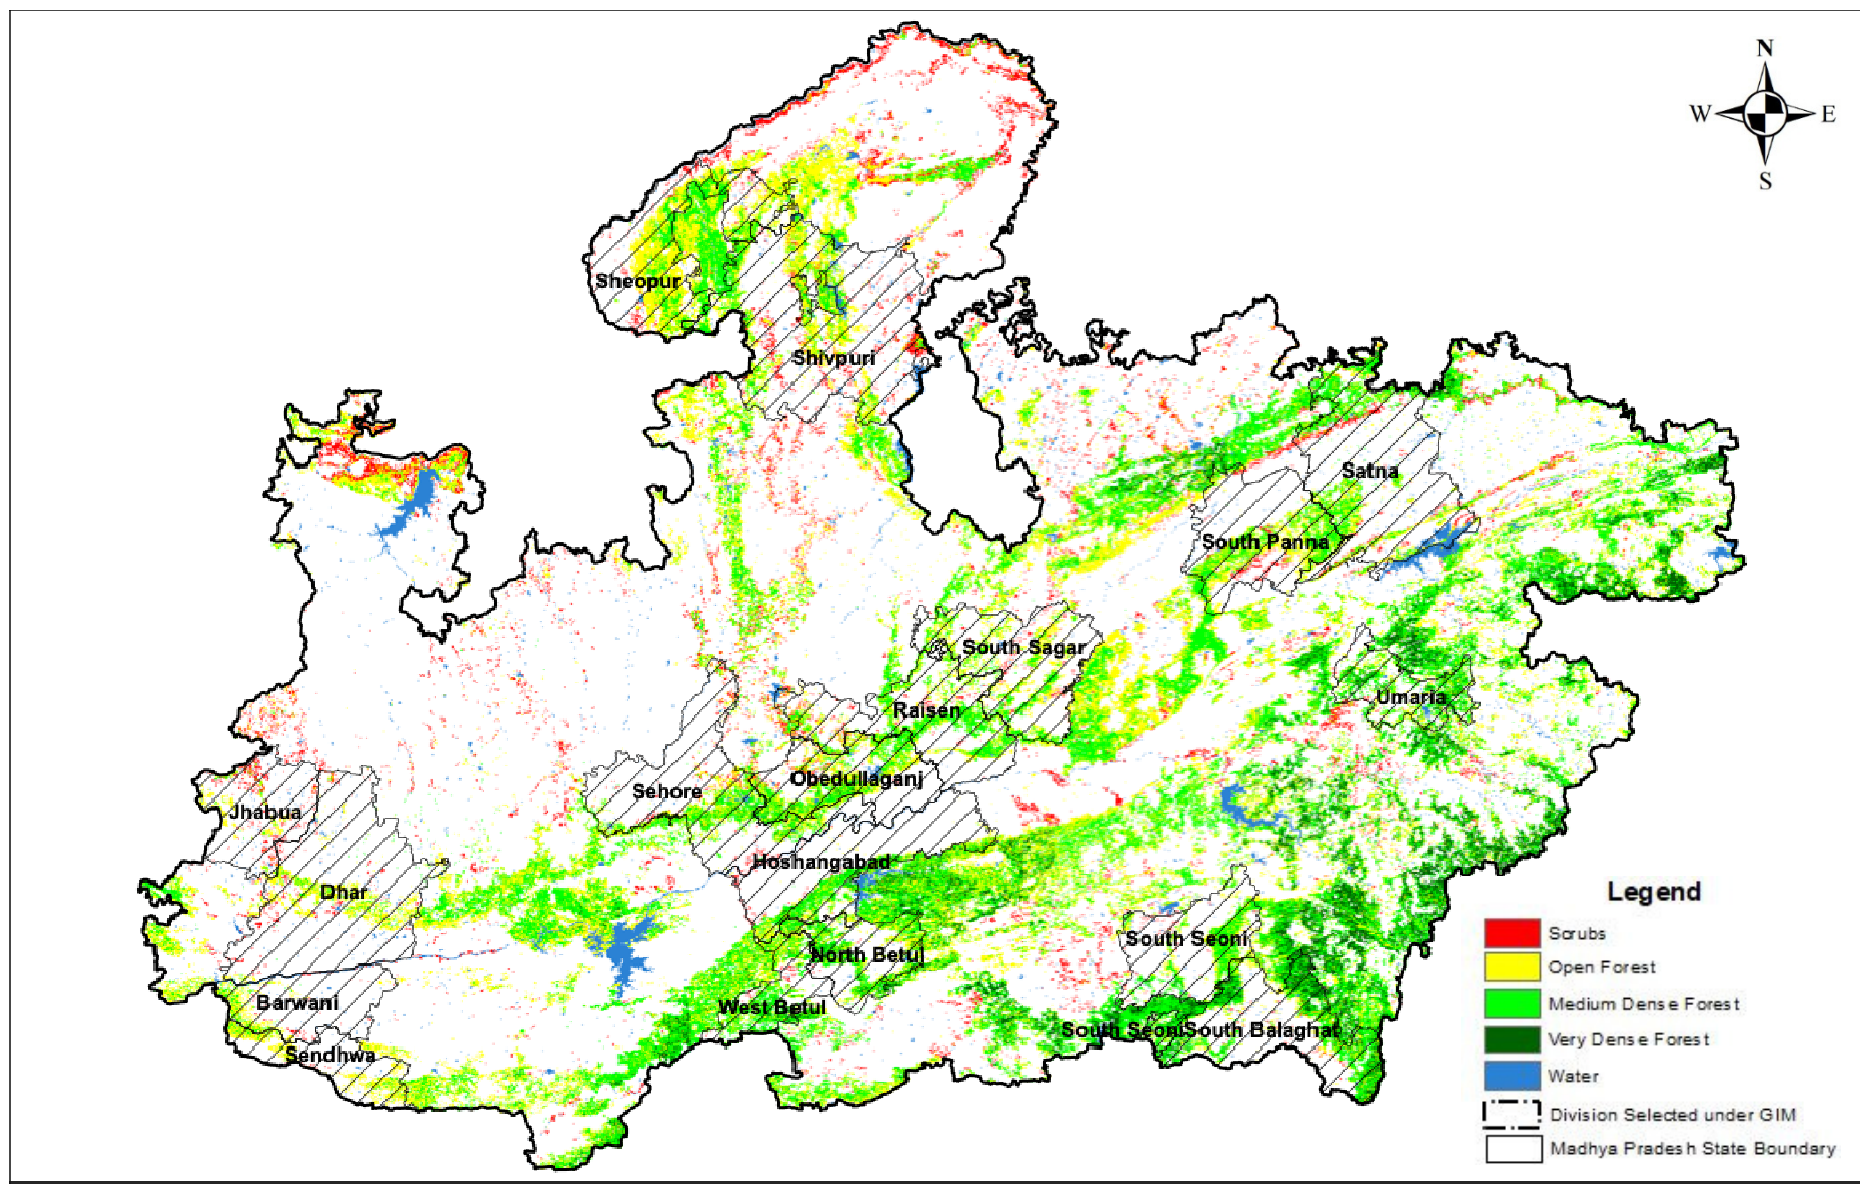 N
W
E
S
Sheopur
Shivpuri
Satna
South Panna
South Sagar
Umaria
Raisen
Obedullaganj
Sehore
Jhabua
Hoshangabad
Dhar
South Seoni
North Betul
Barwani
West Betul
South Seoni
South Balaghat
Sendhwa
Legend
Scrubs
Open Forest
Medium Dense Forest
Very Dense Forest
Water
Division Selected under GIM
Madhya Pradesh State Boundary